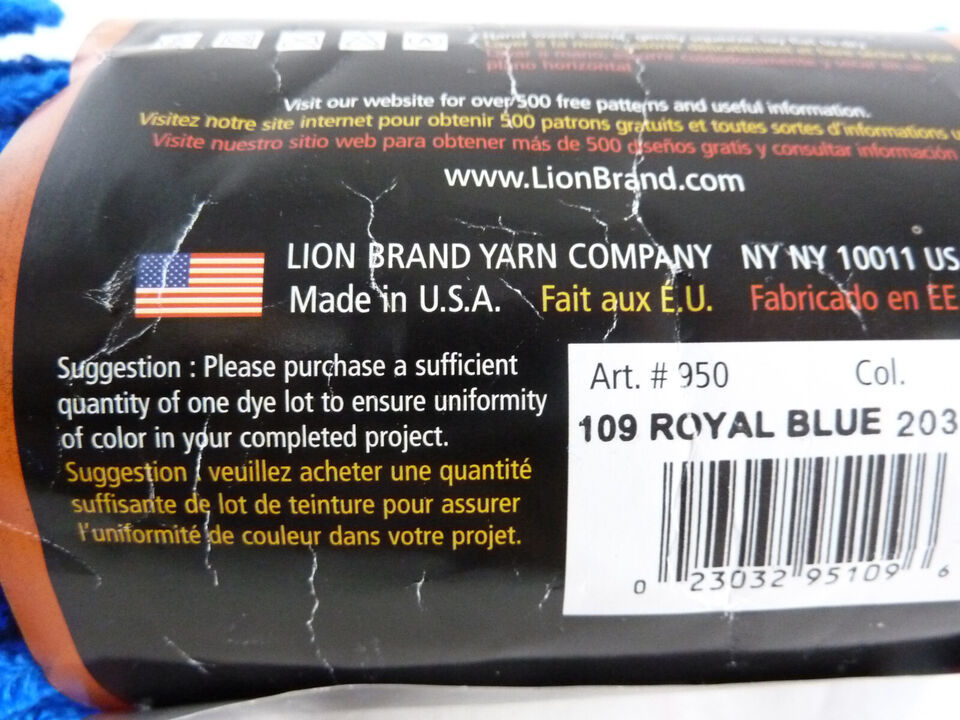 Visit our website for over 500 free patterns and useful information.
Visitez notre site internet pour obtenir 500 patrons gratuits et toutes sortes d'informations
Visite nuestro sitio web para obtener más de 500 diseños gratis y consultar información
www.LionBrand.com
LION BRAND YARN COMPANY NY NY 10011 US
Made in U.S.A. Fait aux É.U. Fabricado en EE
Suggestion : Please purchase a sufficient
quantity of one dye lot to ensure uniformity
of color in your completed project.
Suggestion : veuillez acheter une quantité
suffisante de lot de teinture pour assurer
l'uniformité de couleur dans votre projet.
Art. # 950 Col.
109 ROYAL BLUE 203
0 23032 95109 6